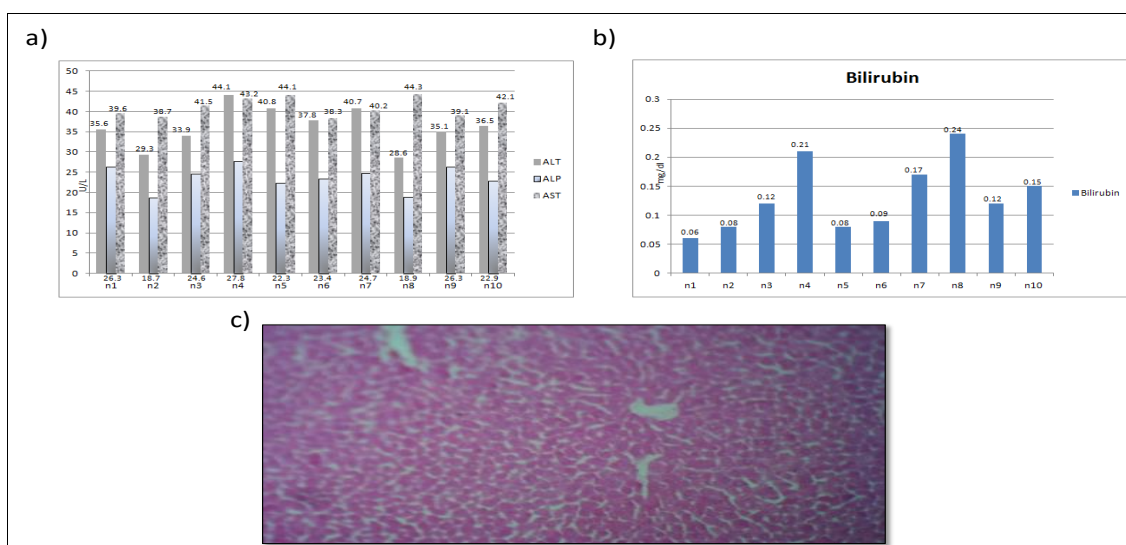 a)
50
45
40
35
30
25
20
15
10
5
0
U/L
35.6 39.6 29.3 38.7 33.9 41.5 44.1 43.2 40.8 44.1 37.8 38.3 40.7 40.2 28.6 44.3 35.1 39.1 36.5 42.1
26.3 18.7 24.6 27.8 22.3 23.4 24.7 18.9 26.3 22.9
n1 n2 n3 n4 n5 n6 n7 n8 n9 n10
ALT
ALP
AST
b)
Bilirubin
0.3
0.25
0.2
0.15
0.1
0.05
0
mg/dl
0.06 0.08 0.12 0.21 0.08 0.09 0.17 0.24 0.12 0.15
n1 n2 n3 n4 n5 n6 n7 n8 n9 n10
Bilirubin
c)